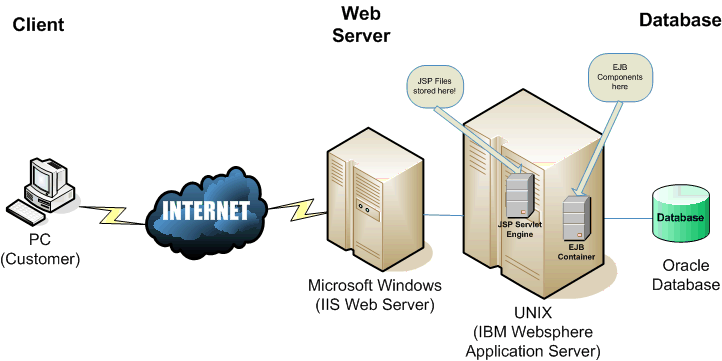 Client
Web
Server
Database
JSP Files
stored here!
EJB
Components
here
INTERNET
JSP Servlet
Engine
EJB
Container
Database
PC
(Customer)
Microsoft Windows
(IIS Web Server)
UNIX
(IBM Websphere
Application Server)
Oracle
Database